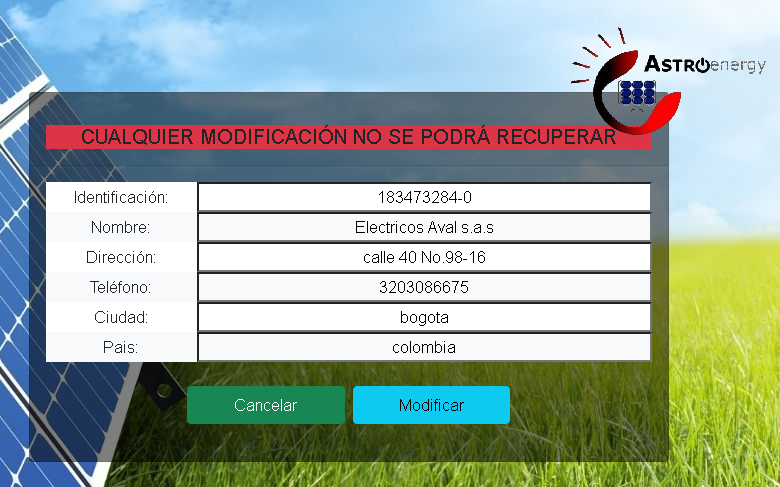 ASTROenergy
CUALQUIER MODIFICACIÓN NO SE PODRÁ RECUPERAR
Identificación: 183473284-0
Nombre: Electricos Aval s.a.s
Dirección: calle 40 No.98-16
Teléfono: 3203086675
Ciudad: bogota
Pais: colombia
Cancelar Modificar